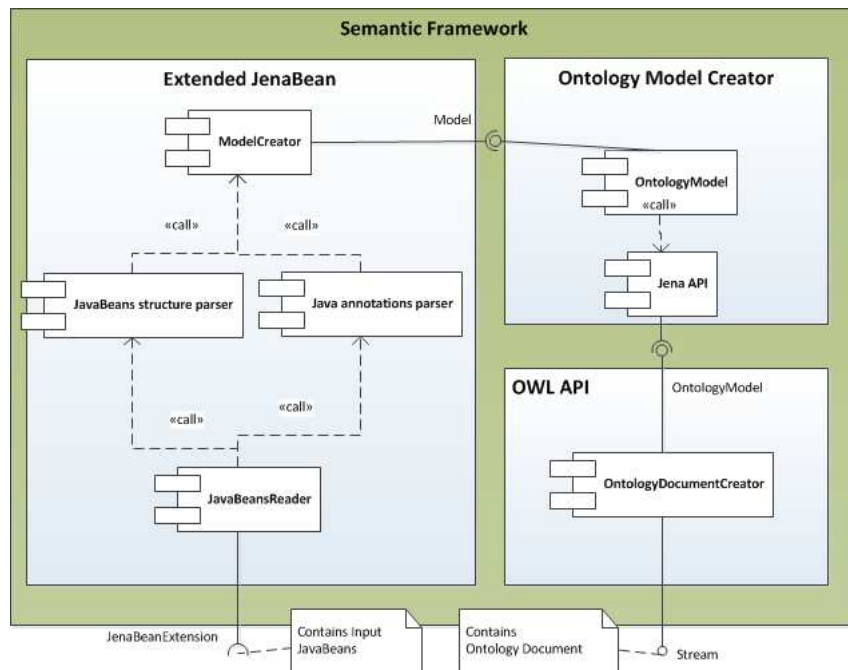 Semantic Framework
Extended JenaBean
Ontology Model Creator
Model
ModelCreator
OntologyModel
«call»
«call»
«call»
Jena API
JavaBeans structure parser
Java annotations parser
OWL API
OntologyModel
«call»
«call»
JavaBeansReader
OntologyDocumentCreator
JenaBeanExtension
Contains Input
JavaBeans
Contains
Ontology Document
Stream